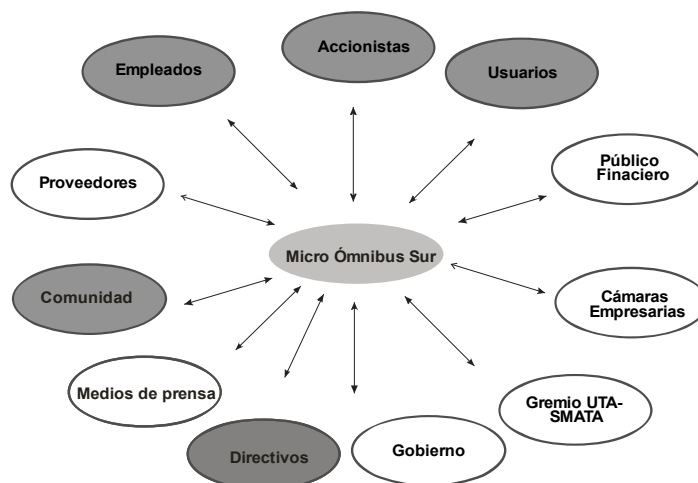 Accionistas
Empleados
Usuarios
Público
Finaciero
Proveedores
Micro Ómnibus Sur
Comunidad
Cámaras
Empresarias
Medios de prensa
Gremio UTA-
SMATA
Directivos
Gobierno